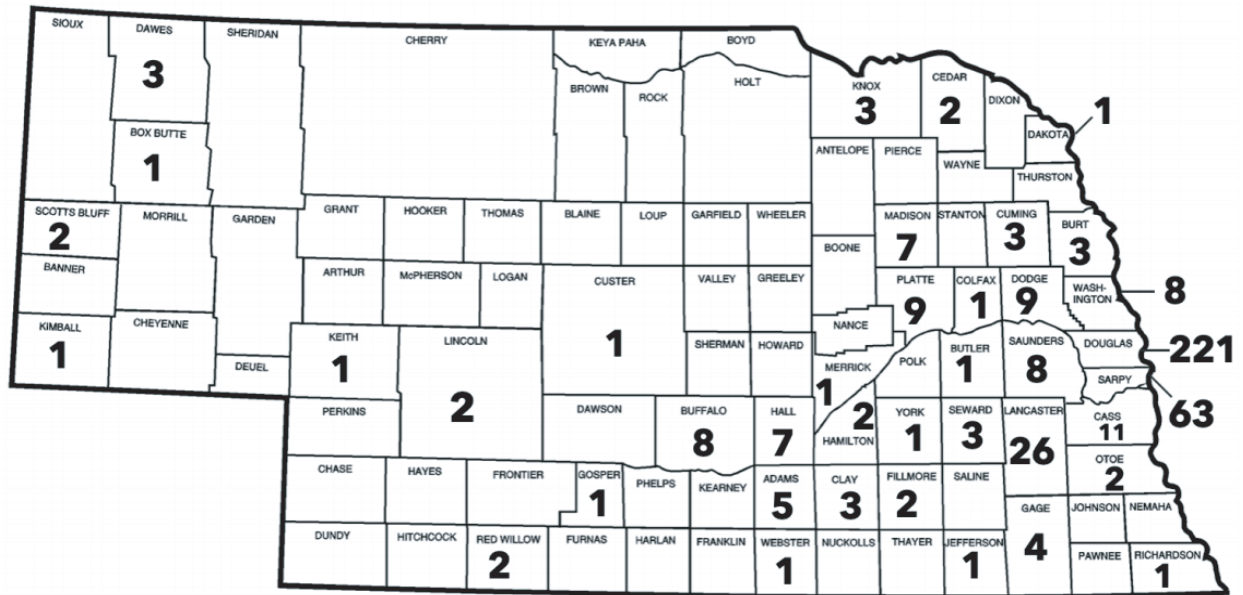 SIOUX
DAWES
3
SHERIDAN
CHERRY
KEYA PAHA
BOYD
BROWN
ROCK
HOLT
KNOX
3
CEDAR
2
DIXON
DAKOTA
1
BOX BUTTE
1
ANTELOPE
PIERCE
WAYNE
THURSTON
SCOTTS BLUFF
2
MORRILL
GARDEN
GRANT
HOOKER
THOMAS
BLAINE
LOUP
GARFIELD
WHEELER
MADISON
7
STANTON
CUMING
3
BURT
3
BOONE
BANNER
ARTHUR
McPHERSON
LOGAN
CUSTER
1
VALLEY
GREELEY
PLATTE
9
COLFAX
1
DODGE
9
WASH-
INGTON
8
KIMBALL
1
CHEYENNE
DEUEL
KEITH
1
LINCOLN
2
SHERMAN
HOWARD
NANCE
MERRICK
1
POLK
BUTLER
1
SAUNDERS
8
DOUGLAS
221
SARPY
63
PERKINS
DAWSON
BUFFALO
8
HALL
7
2
HAMILTON
YORK
1
SEWARD
3
LANCASTER
26
CASS
11
OTOE
2
CHASE
HAYES
FRONTIER
GOSPER
1
PHELPS
KEARNEY
ADAMS
5
CLAY
3
FILLMORE
2
SALINE
GAGE
4
JOHNSON
NEMAHA
DUNDY
HITCHCOCK
RED WILLOW
2
FURNAS
HARLAN
FRANKLIN
WEBSTER
1
NUCKOLLS
THAYER
JEFFERSON
1
PAWNEE
RICHARDSON
1